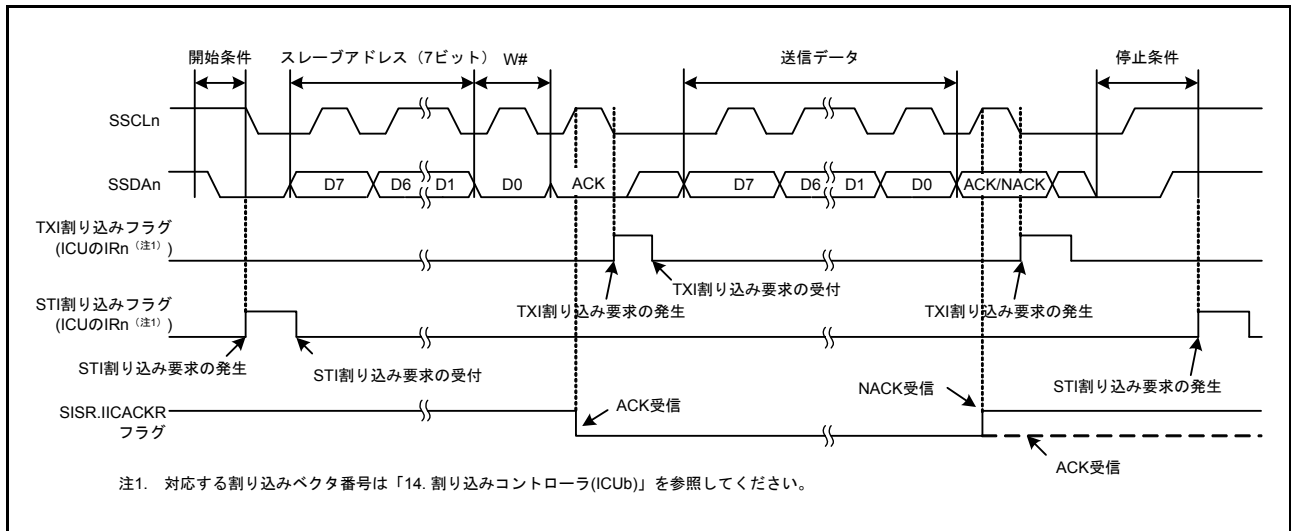 開始条件 スレーブアドレス（7ビット） W# 送信データ 停止条件
SSCLn
SSDAn D7 D6 D1 D0 ACK D7 D6 D1 D0 ACK/NACK
TXI割り込みフラグ
(ICUのIRn（注1）)
TXI割り込み要求の受付
TXI割り込み要求の発生 TXI割り込み要求の発生
STI割り込みフラグ
(ICUのIRn（注1）)
STI割り込み要求の発生 STI割り込み要求の受付 STI割り込み要求の発生
NACK受信
SISR.IICACKR
フラグ
ACK受信
ACK受信
注1. 対応する割り込みベクタ番号は「14. 割り込みコントローラ(ICUb)」を参照してください。